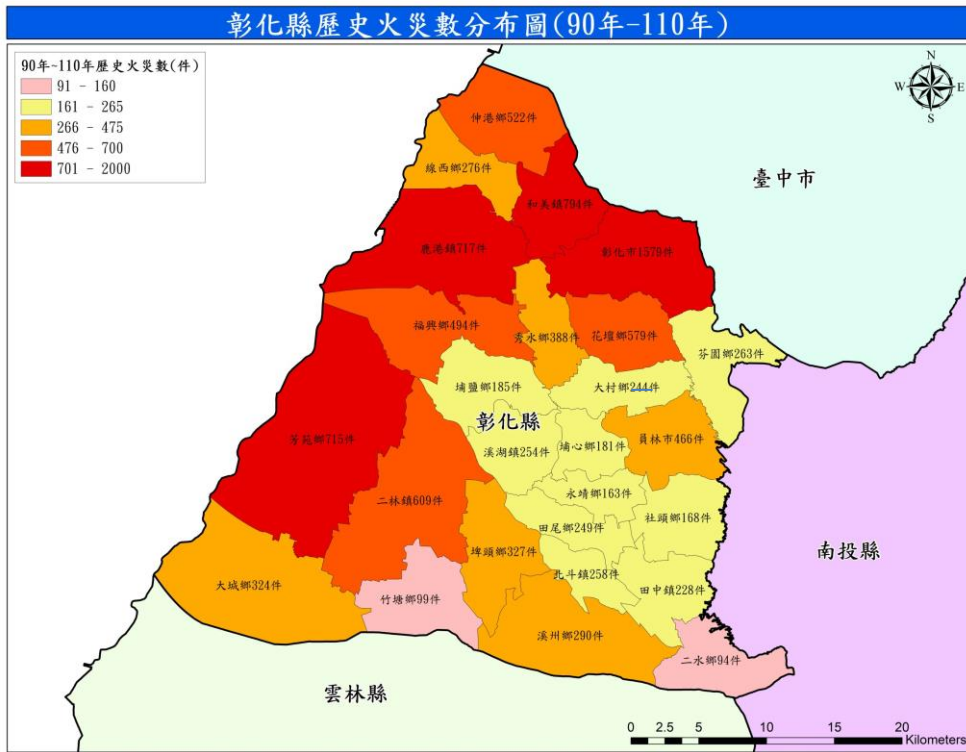 彰化縣歷史火災數分布圖(90年-110年)
90年~110年歷史火災數(件)
91 - 160
161 - 265
266 - 475
476 - 700
701 - 2000
N
W
E
S
臺中市
伸港鄉522件
線西鄉276件
和美鎮794件
鹿港鎮717件
彰化市1579件
福興鄉494件
秀水鄉388件
花壇鄉579件
芬園鄉263件
埔鹽鄉185件
大村鄉244件
彰化縣
芳苑鄉715件
溪湖鎮254件
埔心鄉181件
員林市466件
二林鎮609件
永靖鄉163件
社頭鄉168件
田尾鄉249件
埤頭鄉327件
北斗鎮258件
田中鎮228件
大城鄉324件
竹塘鄉99件
溪州鄉290件
二水鄉94件
南投縣
雲林縣
0 2.5 5 10 15 20
Kilometers